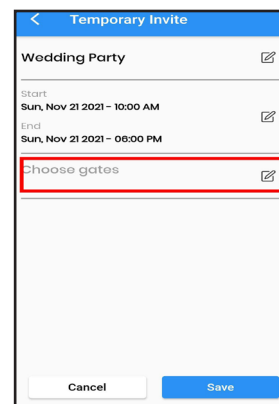 Temporary Invite
Wedding Party
Start
Sun, Nov 21 2021 - 10:00 AM
End
Sun, Nov 21 2021 - 06:00 PM
Choose gates
Cancel
Save